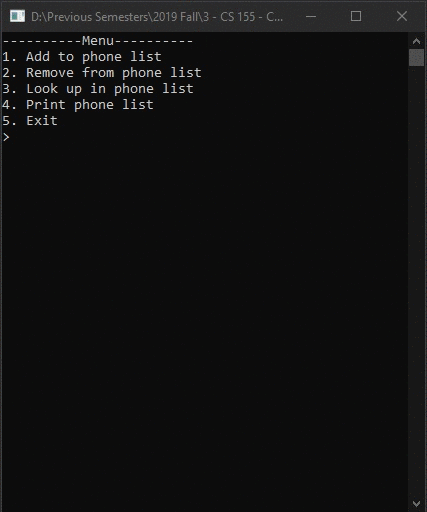 D:\Previous Semesters\2019 Fall\3 - CS 155 - C...
----------Menu----------
1. Add to phone list
2. Remove from phone list
3. Look up in phone list
4. Print phone list
5. Exit
>